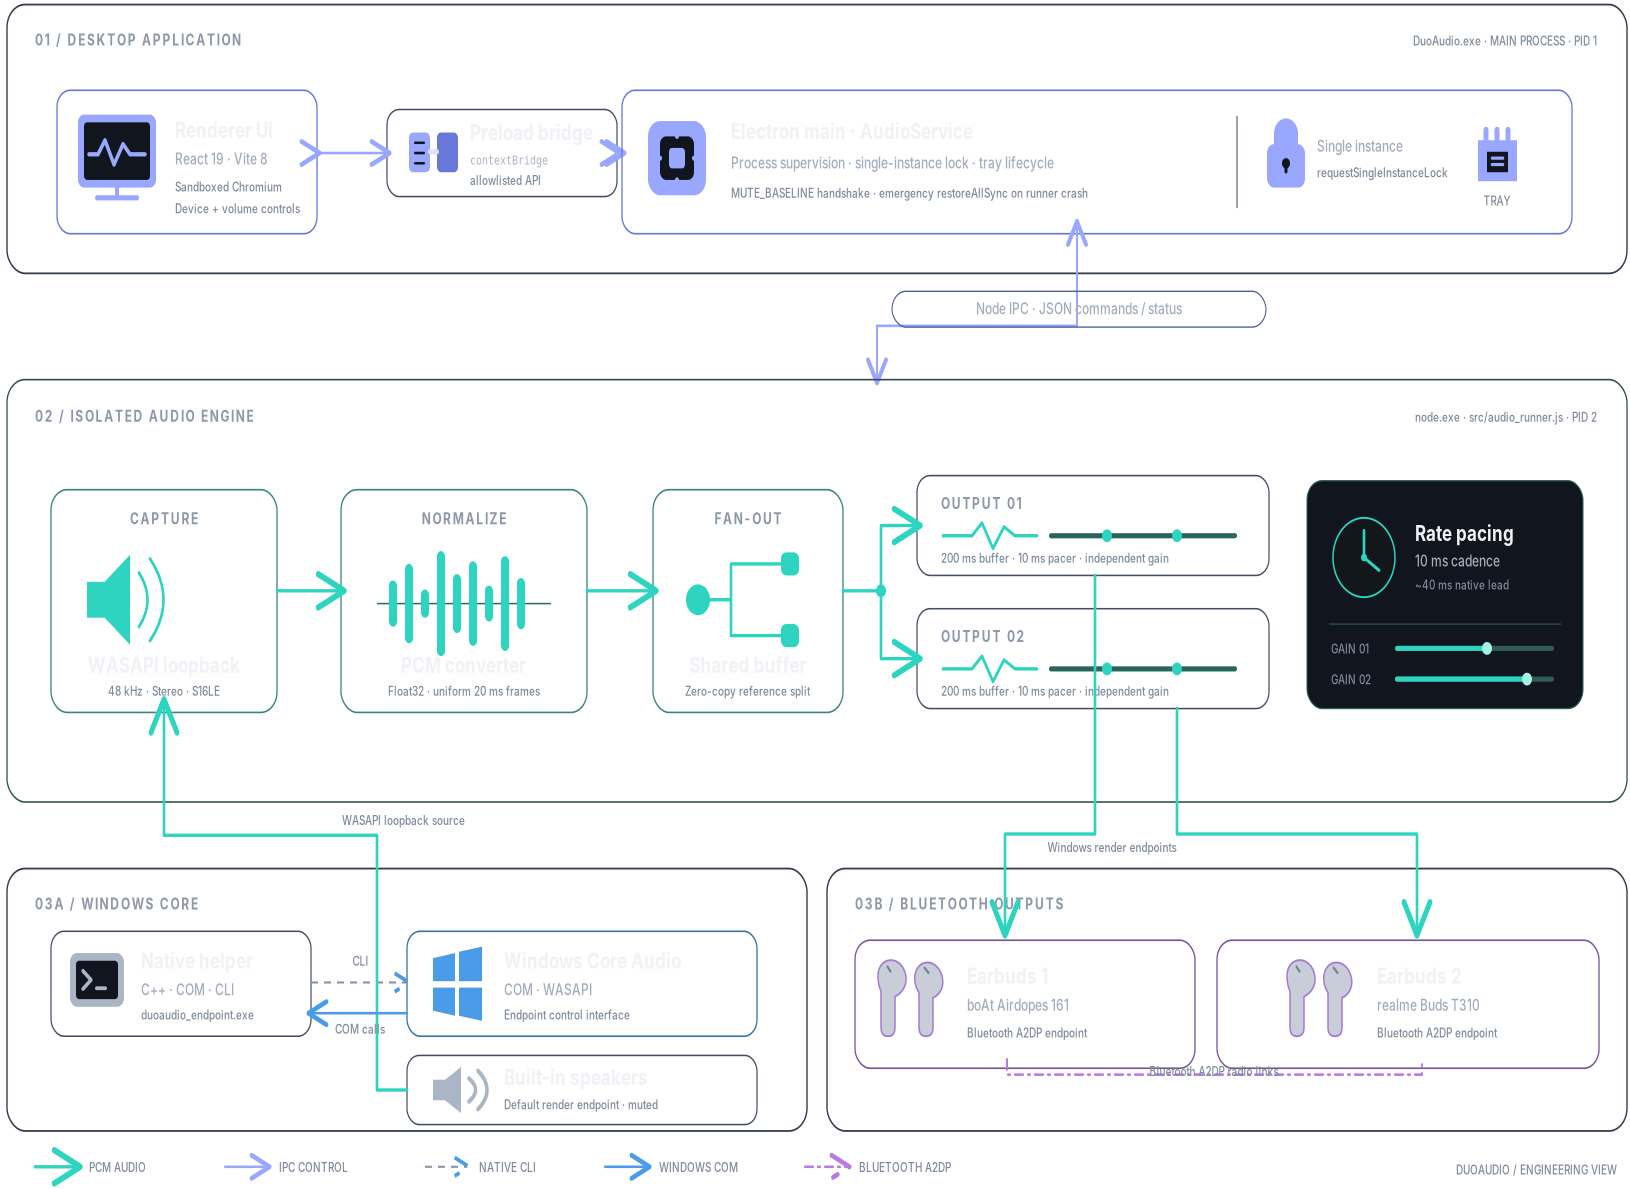 01 / DESKTOP APPLICATION
DuoAudio.exe · MAIN PROCESS · PID 1
Renderer UI
React 19 · Vite 8
Sandboxed Chromium
Device + volume controls
Preload bridge
contextBridge
allowlisted API
Electron main · AudioService
Process supervision · single-instance lock · tray lifecycle
MUTE_BASELINE handshake · emergency restoreAllSync on runner crash
Single instance
requestSingleInstanceLock
TRAY
Node IPC · JSON commands / status
02 / ISOLATED AUDIO ENGINE
node.exe · src/audio_runner.js · PID 2
CAPTURE
WASAPI loopback
48 kHz · Stereo · S16LE
NORMALIZE
PCM converter
Float32 · uniform 20 ms frames
FAN-OUT
Shared buffer
Zero-copy reference split
OUTPUT 01
200 ms buffer · 10 ms pacer · independent gain
OUTPUT 02
200 ms buffer · 10 ms pacer · independent gain
Rate pacing
10 ms cadence
~40 ms native lead
GAIN 01
GAIN 02
WASAPI loopback source
Windows render endpoints
03A / WINDOWS CORE
Native helper
C++ · COM · CLI
duoaudio_endpoint.exe
CLI
COM calls
Windows Core Audio
COM · WASAPI
Endpoint control interface
Built-in speakers
Default render endpoint · muted
03B / BLUETOOTH OUTPUTS
Earbuds 1
boAt Airdopes 161
Bluetooth A2DP endpoint
Earbuds 2
realme Buds T310
Bluetooth A2DP endpoint
Bluetooth A2DP radio links
PCM AUDIO
IPC CONTROL
NATIVE CLI
WINDOWS COM
BLUETOOTH A2DP
DUOAUDIO / ENGINEERING VIEW